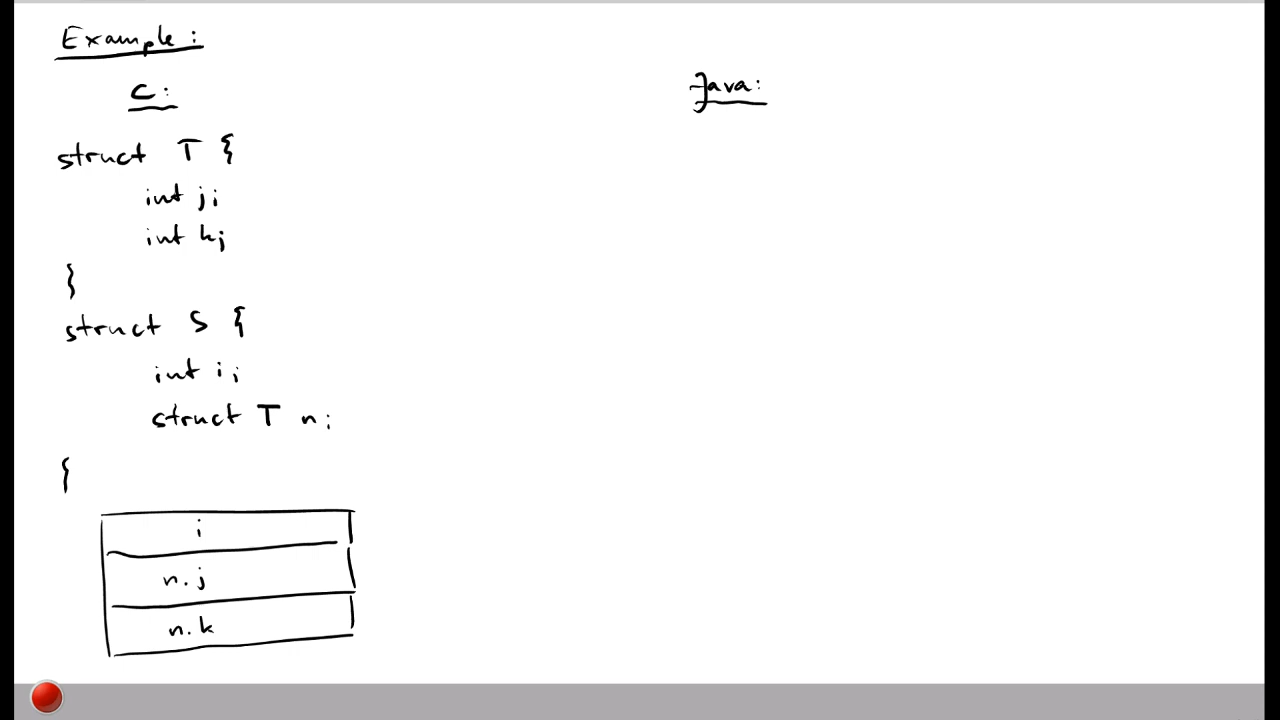 Example:
C:
struct T {
int j;
int k;
}
struct S {
int i;
struct T n;
{
i
n.j
n.k
Java: